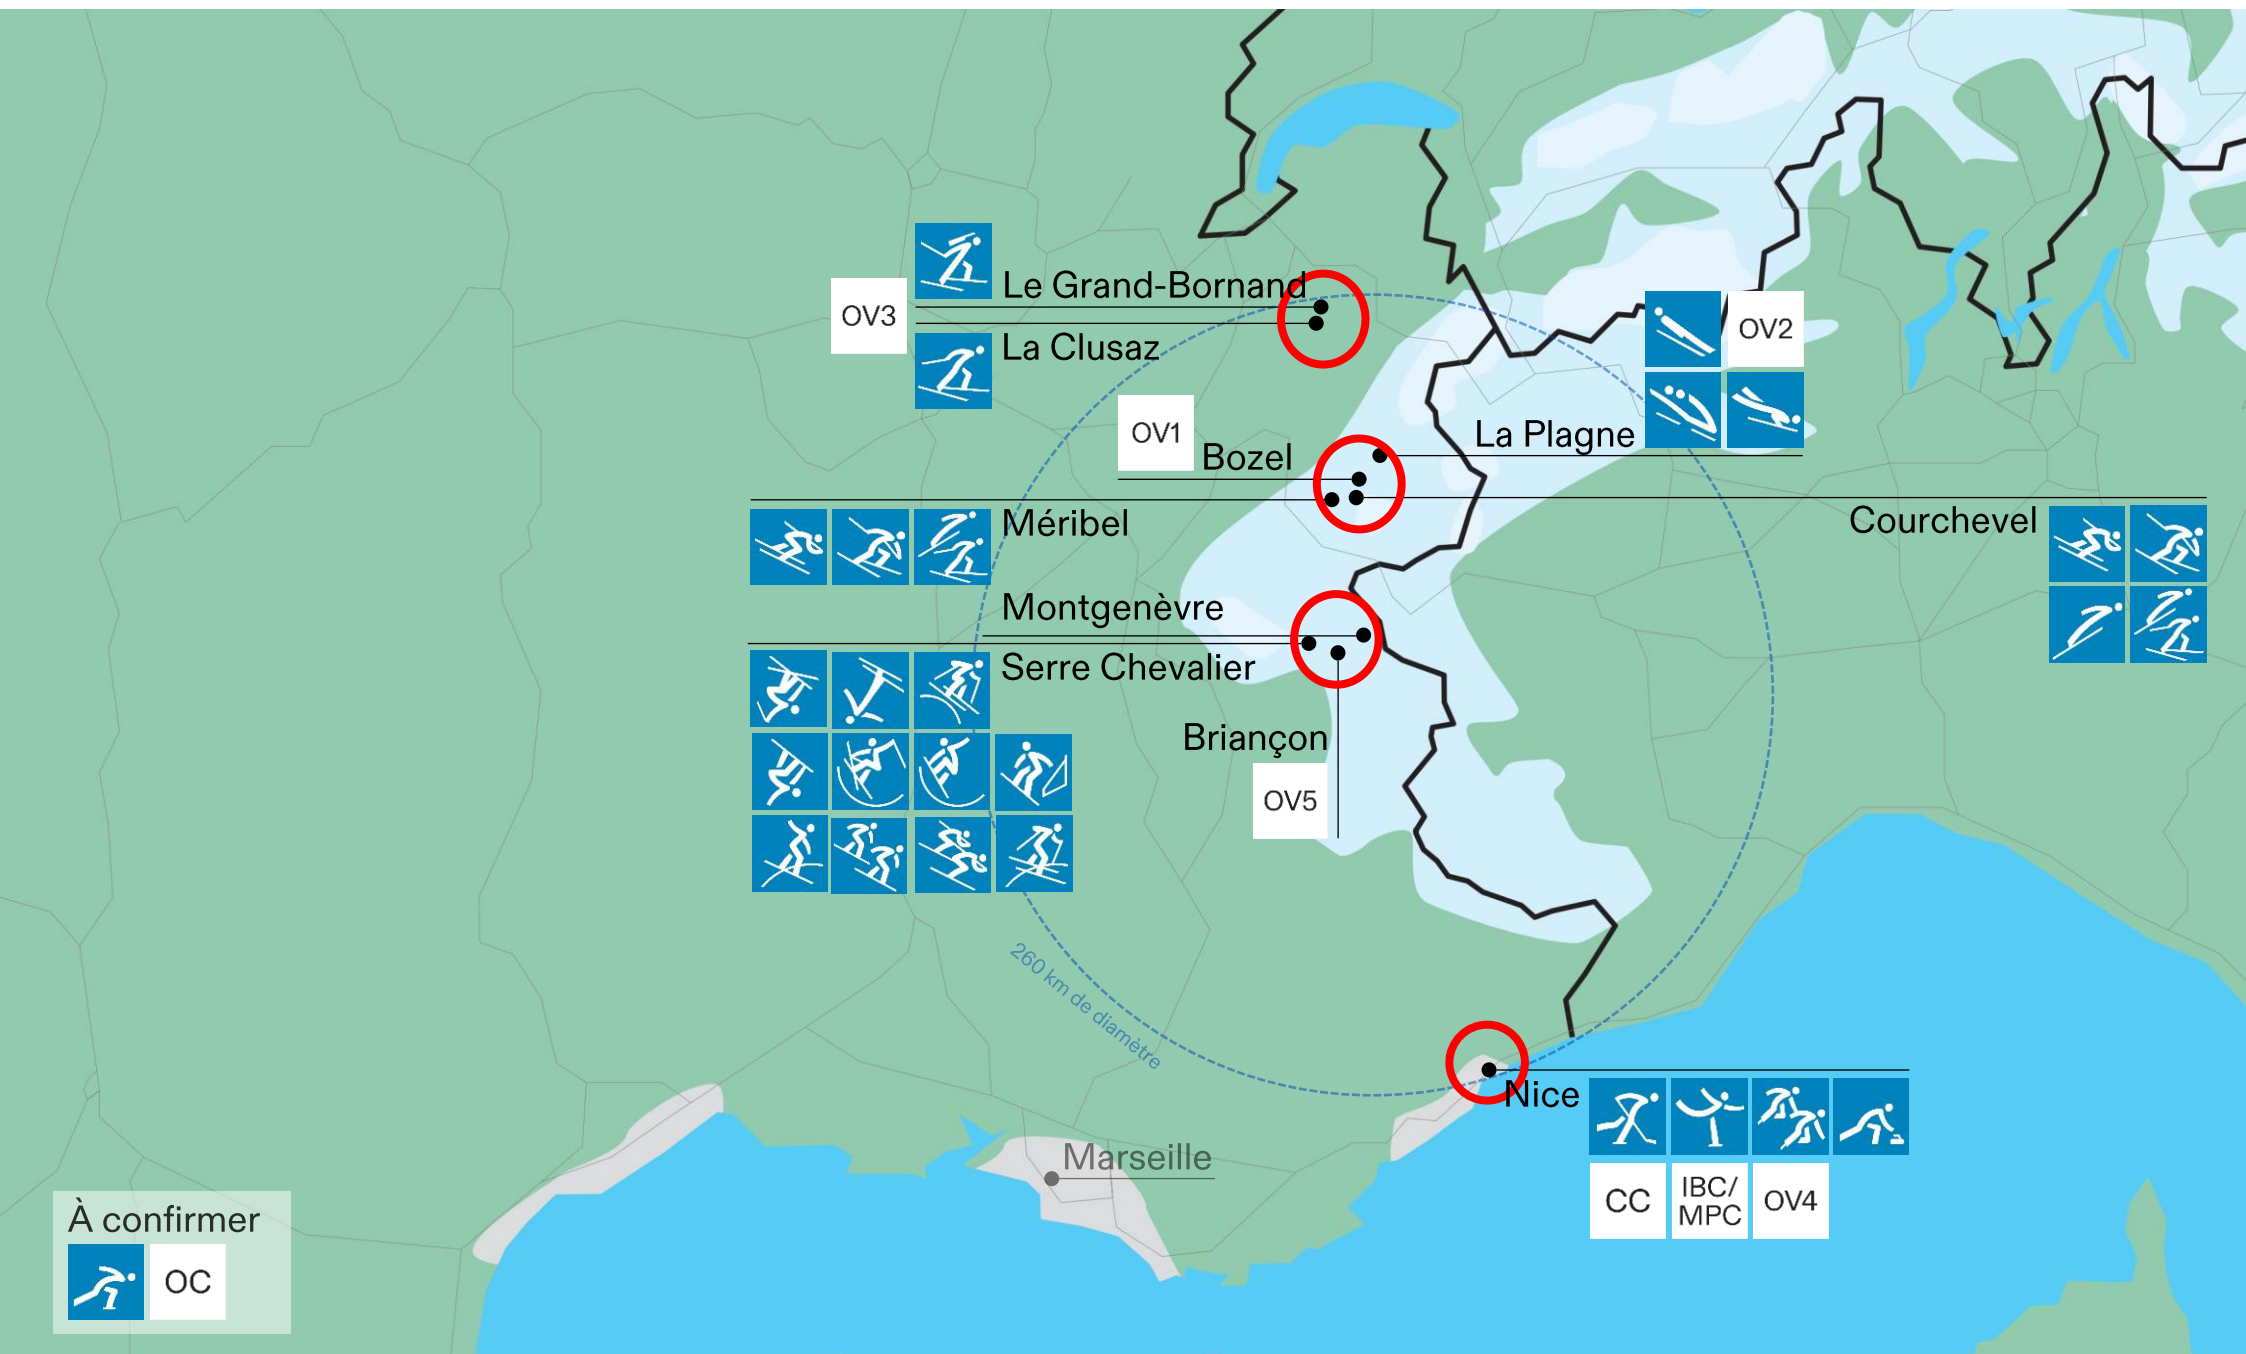 Le Grand-Bornand
OV3
La Clusaz
OV2
OV1
Bozel
La Plagne
Méribel
Courchevel
Montgenèvre
Serre Chevalier
Briançon
OV5
260 km de diamètre
Nice
Marseille
CC
IBC/
MPC
OV4
À confirmer
OC